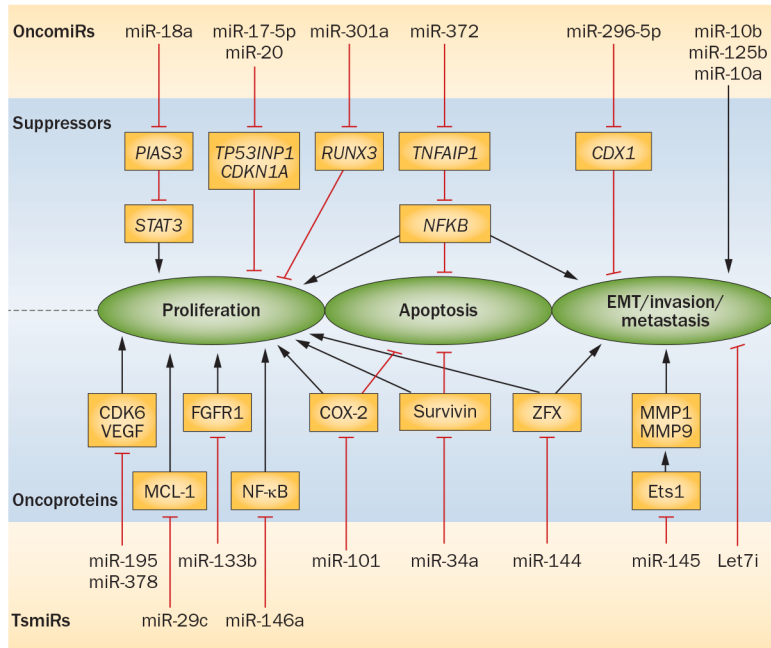 OncomiRs
miR-18a
miR-17-5p
miR-20
miR-301a
miR-372
miR-296-5p
miR-10b
miR-125b
miR-10a
Suppressors
PIAS3
TP53INP1
CDKN1A
RUNX3
TNFAIP1
CDX1
STAT3
NFKB
Proliferation
Apoptosis
EMT/invasion/
metastasis
CDK6
VEGF
FGFR1
COX-2
Survivin
ZFX
MMP1
MMP9
MCL-1
NF-κB
Ets1
Oncoproteins
miR-195
miR-378
miR-133b
miR-101
miR-34a
miR-144
miR-145
Let7i
TsmiRs
miR-29c
miR-146a